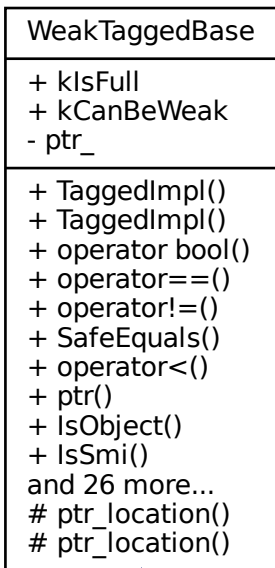 WeakTaggedBase
+ kIsFull
+ kCanBeWeak
- ptr_
+ TaggedImpl()
+ TaggedImpl()
+ operator bool()
+ operator==()
+ operator!=()
+ SafeEquals()
+ operator<()
+ ptr()
+ IsObject()
+ IsSmi()
and 26 more...
# ptr_location()
# ptr_location()